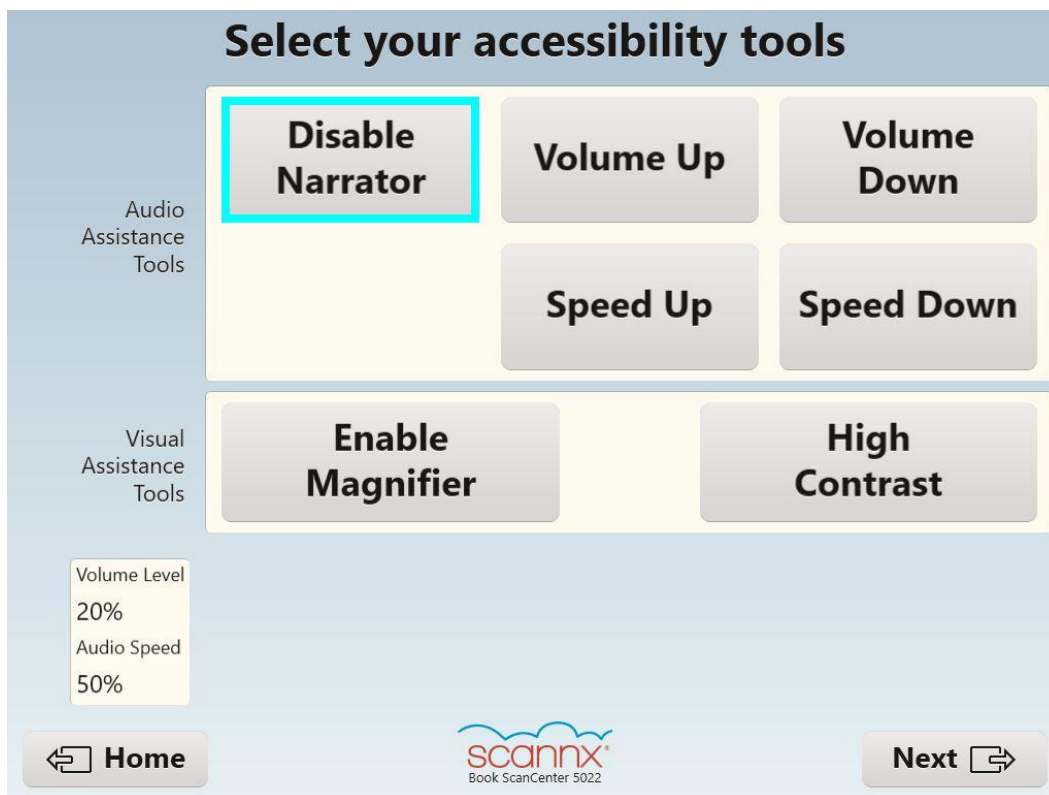 Select your accessibility tools
Audio
Assistance
Tools
Disable
Narrator
Volume Up
Volume
Down
Speed Up
Speed Down
Visual
Assistance
Tools
Enable
Magnifier
High
Contrast
Volume Level
20%
Audio Speed
50%
Home
scannx®
Book ScanCenter 5022
Next